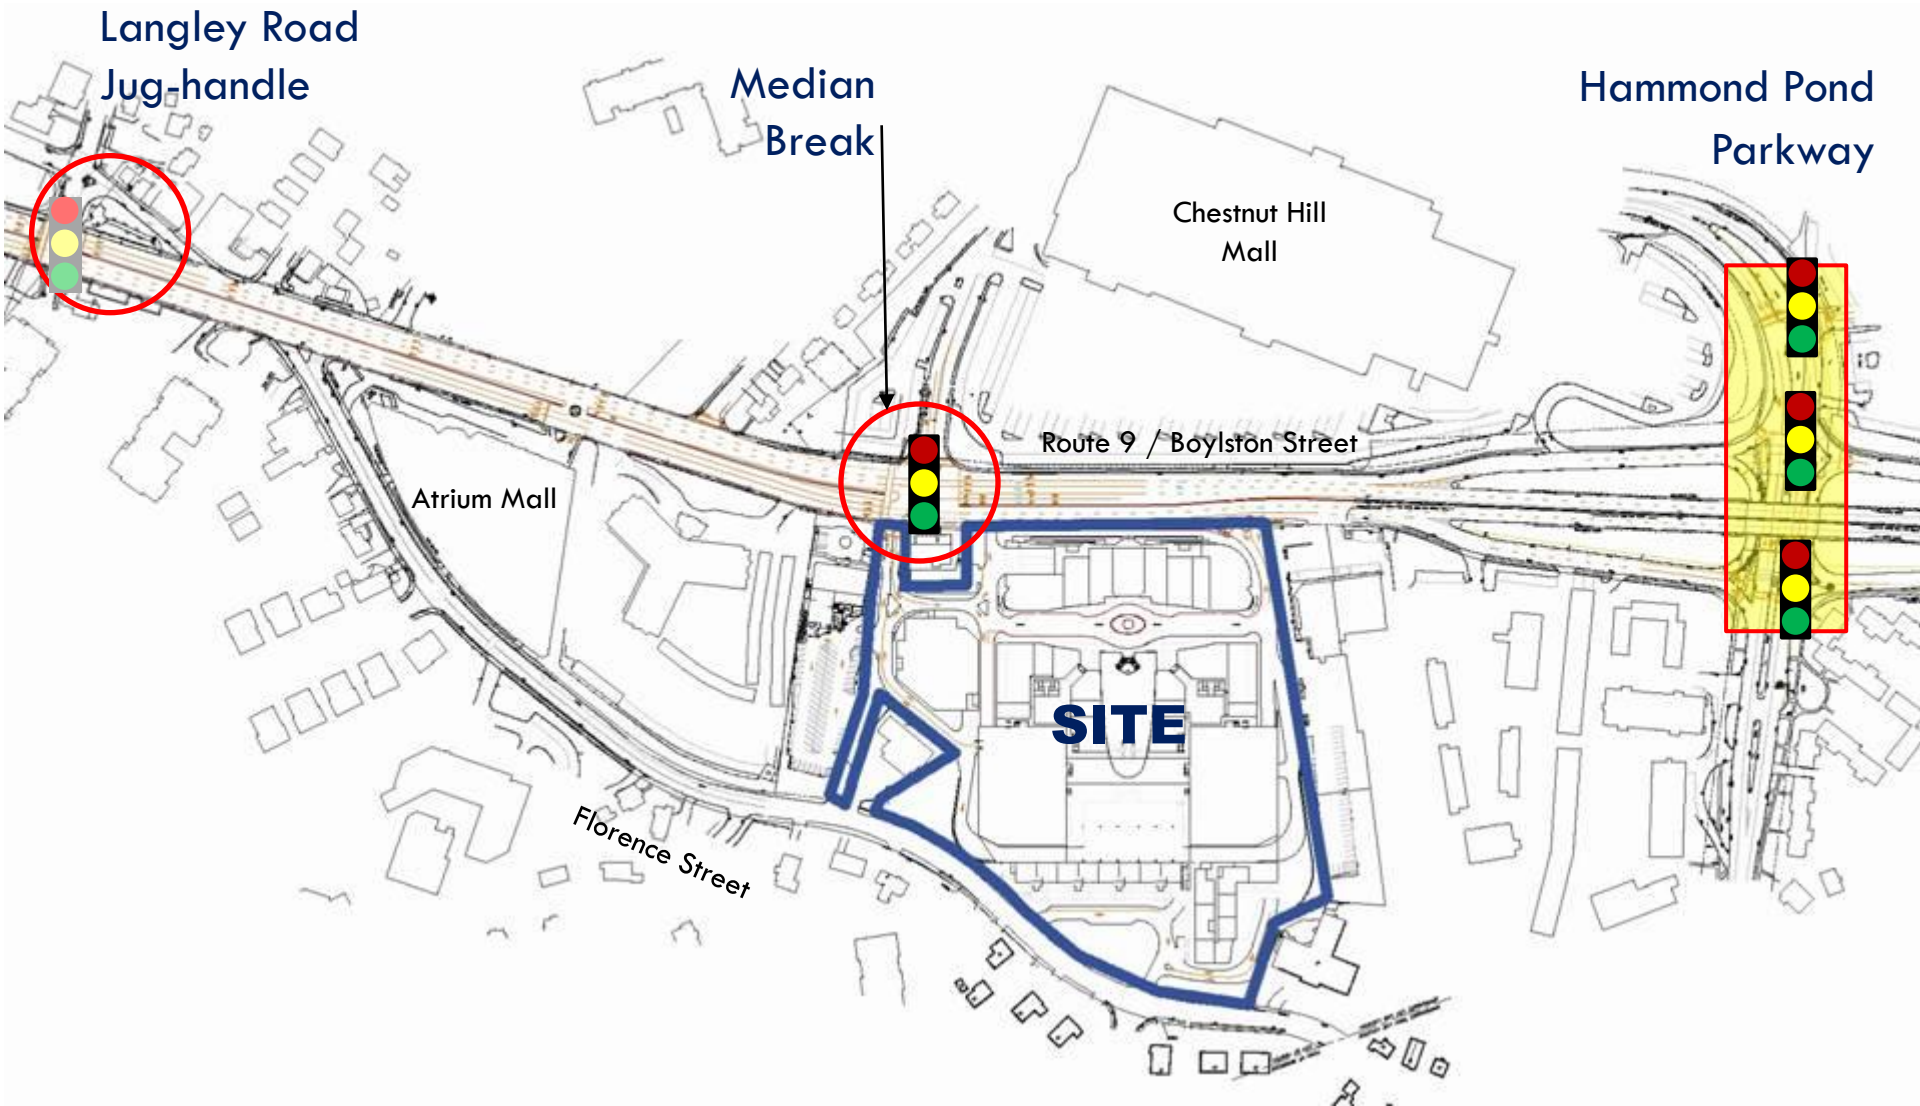 Langley Road
Jug-handle
Median
Break
Hammond Pond
Parkway
Chestnut Hill
Mall
Route 9 / Boylston Street
Atrium Mall
SITE
Florence Street